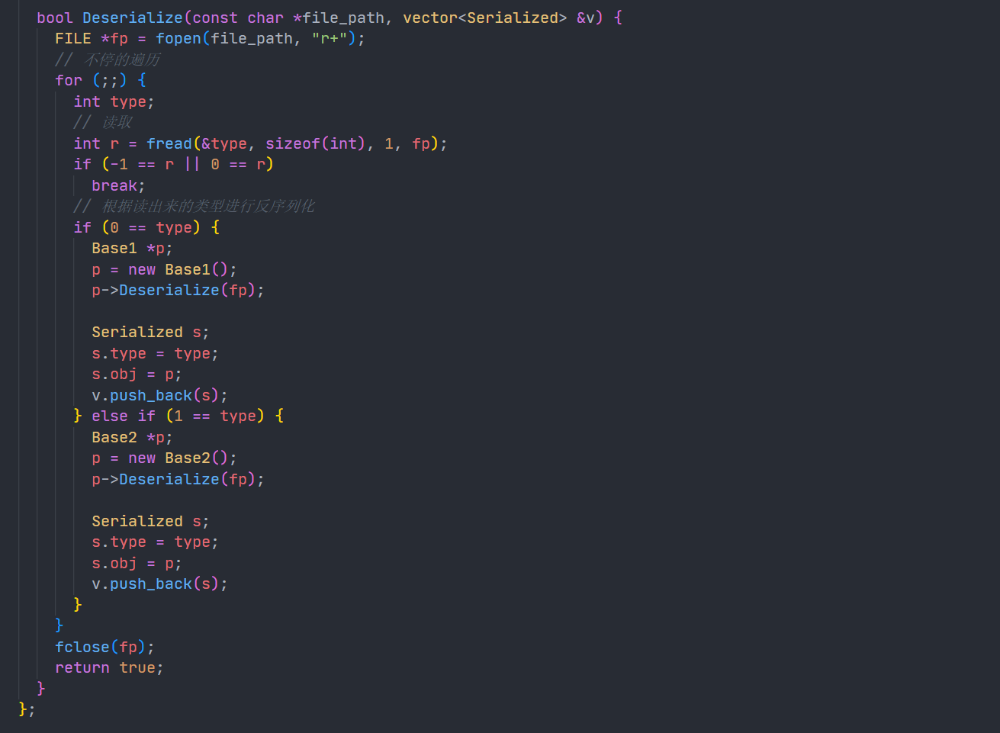 bool Deserialize(const char *file_path, vector<Serialized> &v) {
FILE *fp = fopen(file_path, "r+");
// 不停的遍历
for (;;) {
int type;
// 读取
int r = fread(&type, sizeof(int), 1, fp);
if (-1 == r || 0 == r)
break;
// 根据读出来的类型进行反序列化
if (0 == type) {
Base1 *p;
p = new Base1();
p->Deserialize(fp);
Serialized s;
s.type = type;
s.obj = p;
v.push_back(s);
} else if (1 == type) {
Base2 *p;
p = new Base2();
p->Deserialize(fp);
Serialized s;
s.type = type;
s.obj = p;
v.push_back(s);
}
}
fclose(fp);
return true;
}
};